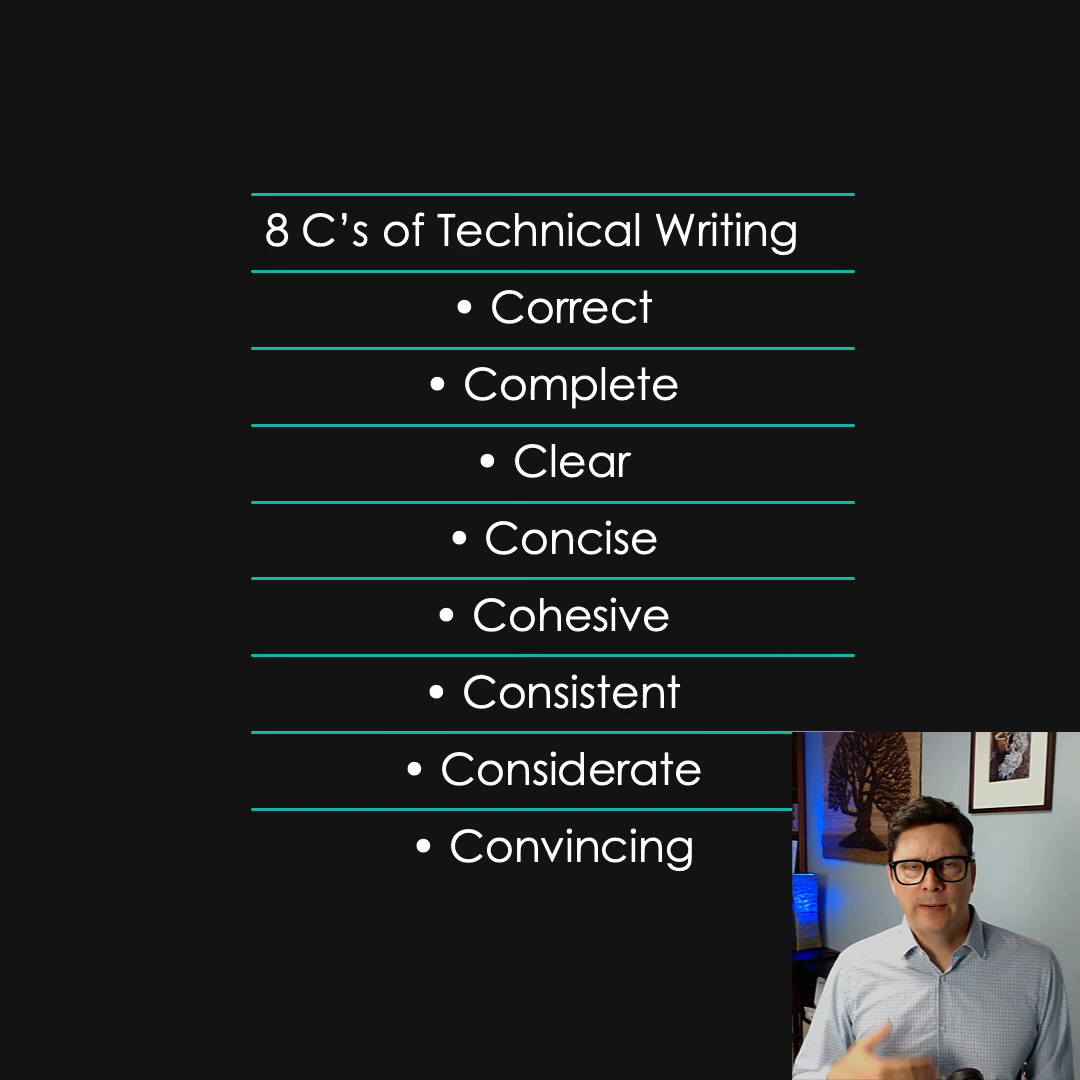 8 C’s of Technical Writing
• Correct
• Complete
• Clear
• Concise
• Cohesive
• Consistent
• Considerate
• Convincing